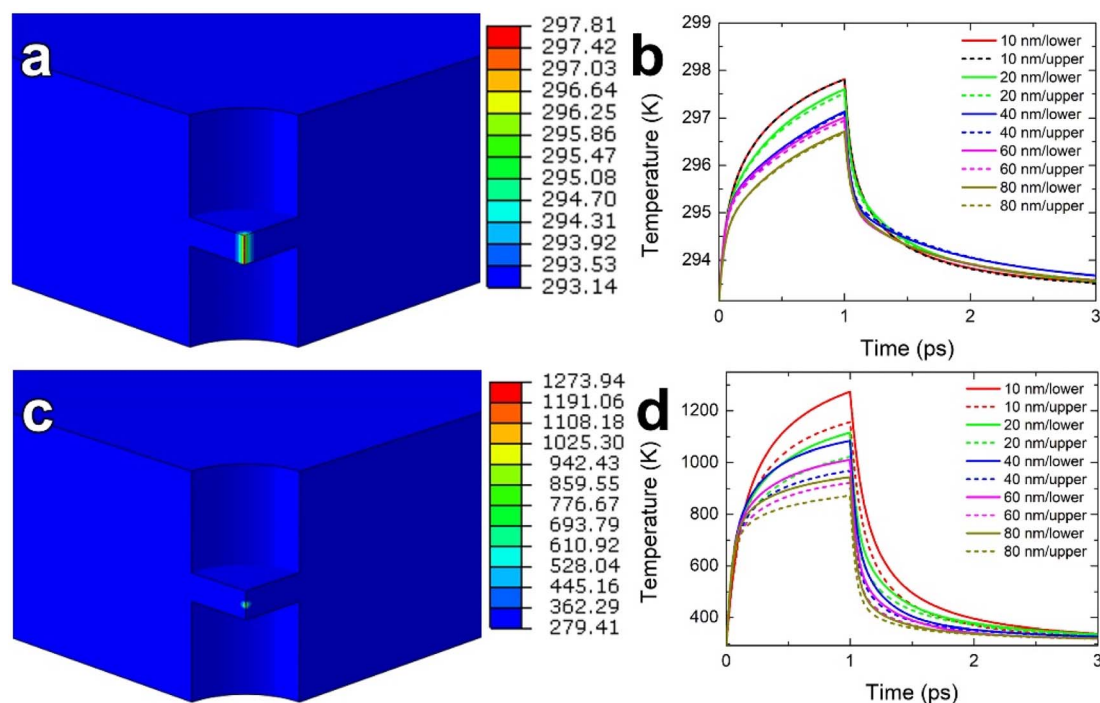 a
297.81
297.42
297.03
296.64
296.25
295.86
295.47
295.08
294.70
294.31
293.92
293.53
293.14
b
299
298
297
296
295
294
Temperature (K)
10 nm/lower
10 nm/upper
20 nm/lower
20 nm/upper
40 nm/lower
40 nm/upper
60 nm/lower
60 nm/upper
80 nm/lower
80 nm/upper
0 1 2 3
Time (ps)
c
1273.94
1191.06
1108.18
1025.30
942.43
859.55
776.67
693.79
610.92
528.04
445.16
362.29
279.41
d
1200
1000
800
600
400
Temperature (K)
10 nm/lower
10 nm/upper
20 nm/lower
20 nm/upper
40 nm/lower
40 nm/upper
60 nm/lower
60 nm/upper
80 nm/lower
80 nm/upper
0 1 2 3
Time (ps)